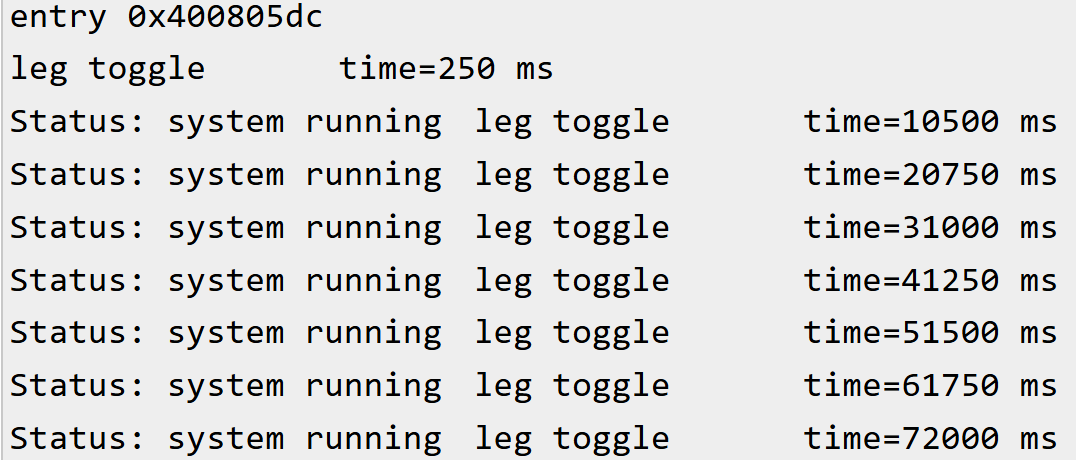 entry 0x400805dc
leg toggle       time=250 ms
Status: system running  leg toggle       time=10500 ms
Status: system running  leg toggle       time=20750 ms
Status: system running  leg toggle       time=31000 ms
Status: system running  leg toggle       time=41250 ms
Status: system running  leg toggle       time=51500 ms
Status: system running  leg toggle       time=61750 ms
Status: system running  leg toggle       time=72000 ms